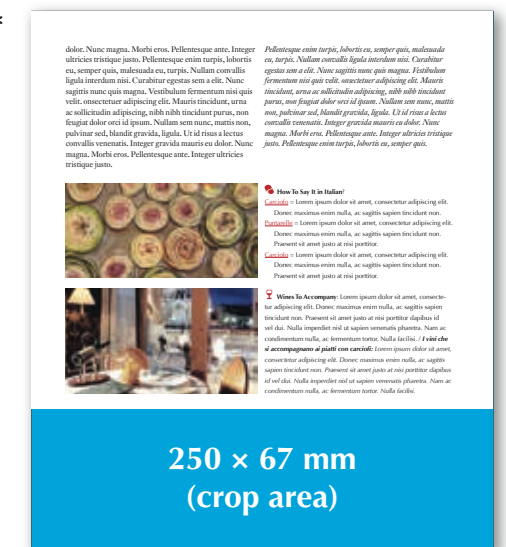 dolor. Nunc magna. Morbi eros. Pellentesque ante. Integer
ultricies tristique justo. Pellentesque enim turpis, lobortis
eu, semper quis, malesuada eu, turpis. Nullam convallis
ligula interdum nisi. Curabitur egestas sem a elit. Nunc
sagittis nunc quis magna. Vestibulum fermentum nisi quis
velit. onsectetuer adipiscing elit. Mauris tincidunt, urna
ac sollicitudin adipiscing, nibh nibh tincidunt purus, non
feugiat dolor orci id ipsum. Nullam sem nunc, mattis non,
pulvinar sed, blandit gravida, ligula. Ut id risus a lectus
convallis venenatis. Integer gravida mauris eu dolor. Nunc
magna. Morbi eros. Pellentesque ante. Integer ultricies
tristique justo.
Pellentesque enim turpis, lobortis eu, semper quis, malesuada
eu, turpis. Nullam convallis ligula interdum nisi. Curabitur
egestas sem a elit. Nunc sagittis nunc quis magna. Vestibulum
fermentum nisi quis velit. onsectetuer adipiscing elit. Mauris
tincidunt, urna ac sollicitudin adipiscing, nibh nibh tincidunt
purus, non feugiat dolor orci id ipsum. Nullam sem nunc, mattis
non, pulvinar sed, blandit gravida, ligula. Ut id risus a lectus
convallis venenatis. Integer gravida mauris eu dolor. Nunc
magna. Morbi eros. Pellentesque ante. Integer ultricies tristique
justo. Pellentesque enim turpis, lobortis eu, semper quis.
How To Say It in Italian!
Carciofo = Lorem ipsum dolor sit amet, consectetur adipiscing elit.
Donec maximus enim nulla, ac sagittis sapien tincidunt non.
Puntarelle = Lorem ipsum dolor sit amet, consectetur adipiscing elit.
Donec maximus enim nulla, ac sagittis sapien tincidunt non.
Praesent sit amet justo at nisi porttitor.
Carciofo = Lorem ipsum dolor sit amet, consectetur adipiscing elit.
Donec maximus enim nulla, ac sagittis sapien tincidunt non.
Praesent sit amet justo at nisi porttitor.
Wines To Accompany: Lorem ipsum dolor sit amet, consecte-
tur adipiscing elit. Donec maximus enim nulla, ac sagittis sapien
tincidunt non. Praesent sit amet justo at nisi porttitor dapibus id
vel dui. Nulla imperdiet nisl ut sapien venenatis pharetra. Nam ac
condimentum nulla, ac fermentum tortor. Nulla facilisi. / I vini che
si accompagnano ai piatti con carciofi: Lorem ipsum dolor sit amet,
consectetur adipiscing elit. Donec maximus enim nulla, ac sagittis
sapien tincidunt non. Praesent sit amet justo at nisi porttitor dapibus
id vel dui. Nulla imperdiet nisl ut sapien venenatis pharetra. Nam ac
condimentum nulla, ac fermentum tortor. Nulla facilisi.
250 × 67 mm
(crop area)